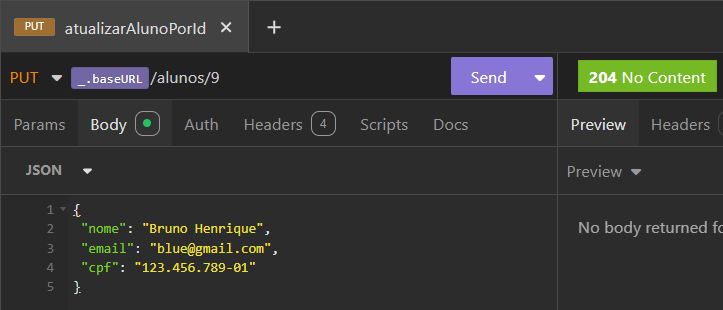 PUT atualizarAlunoPorId
PUT _.baseURL /alunos/9 Send 204 No Content
Params Body Auth Headers 4 Scripts Docs Preview Headers
JSON Preview
1 {
2 "nome": "Bruno Henrique",
3 "email": "blue@gmail.com",
4 "cpf": "123.456.789-01"
5 }
No body returned fo